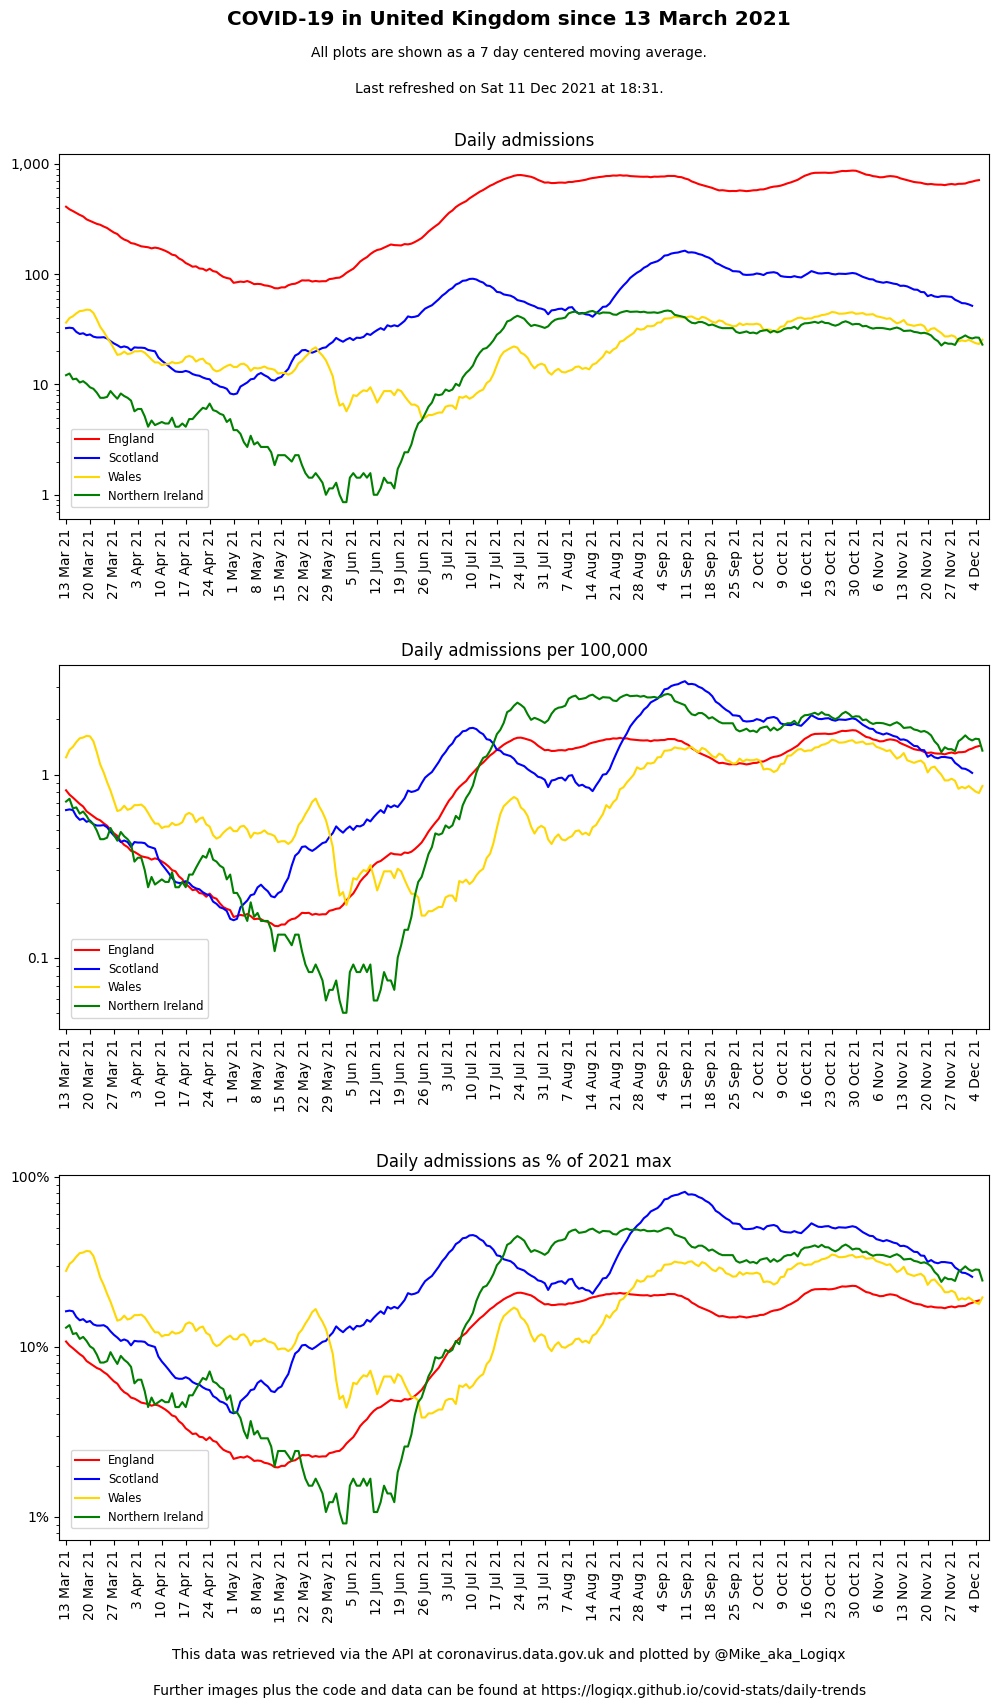 COVID-19 in United Kingdom since 13 March 2021
All plots are shown as a 7 day centered moving average.
Last refreshed on Sat 11 Dec 2021 at 18:31.
Daily admissions
1,000
100
10
1
England
Scotland
Wales
Northern Ireland
13 Mar 21
20 Mar 21
27 Mar 21
3 Apr 21
10 Apr 21
17 Apr 21
24 Apr 21
1 May 21
8 May 21
15 May 21
22 May 21
29 May 21
5 Jun 21
12 Jun 21
19 Jun 21
26 Jun 21
3 Jul 21
10 Jul 21
17 Jul 21
24 Jul 21
31 Jul 21
7 Aug 21
14 Aug 21
21 Aug 21
28 Aug 21
4 Sep 21
11 Sep 21
18 Sep 21
25 Sep 21
2 Oct 21
9 Oct 21
16 Oct 21
23 Oct 21
30 Oct 21
6 Nov 21
13 Nov 21
20 Nov 21
27 Nov 21
4 Dec 21
Daily admissions per 100,000
1
0.1
England
Scotland
Wales
Northern Ireland
13 Mar 21
20 Mar 21
27 Mar 21
3 Apr 21
10 Apr 21
17 Apr 21
24 Apr 21
1 May 21
8 May 21
15 May 21
22 May 21
29 May 21
5 Jun 21
12 Jun 21
19 Jun 21
26 Jun 21
3 Jul 21
10 Jul 21
17 Jul 21
24 Jul 21
31 Jul 21
7 Aug 21
14 Aug 21
21 Aug 21
28 Aug 21
4 Sep 21
11 Sep 21
18 Sep 21
25 Sep 21
2 Oct 21
9 Oct 21
16 Oct 21
23 Oct 21
30 Oct 21
6 Nov 21
13 Nov 21
20 Nov 21
27 Nov 21
4 Dec 21
Daily admissions as % of 2021 max
100%
10%
1%
England
Scotland
Wales
Northern Ireland
13 Mar 21
20 Mar 21
27 Mar 21
3 Apr 21
10 Apr 21
17 Apr 21
24 Apr 21
1 May 21
8 May 21
15 May 21
22 May 21
29 May 21
5 Jun 21
12 Jun 21
19 Jun 21
26 Jun 21
3 Jul 21
10 Jul 21
17 Jul 21
24 Jul 21
31 Jul 21
7 Aug 21
14 Aug 21
21 Aug 21
28 Aug 21
4 Sep 21
11 Sep 21
18 Sep 21
25 Sep 21
2 Oct 21
9 Oct 21
16 Oct 21
23 Oct 21
30 Oct 21
6 Nov 21
13 Nov 21
20 Nov 21
27 Nov 21
4 Dec 21
This data was retrieved via the API at coronavirus.data.gov.uk and plotted by @Mike_aka_Logiqx
Further images plus the code and data can be found at https://logiqx.github.io/covid-stats/daily-trends